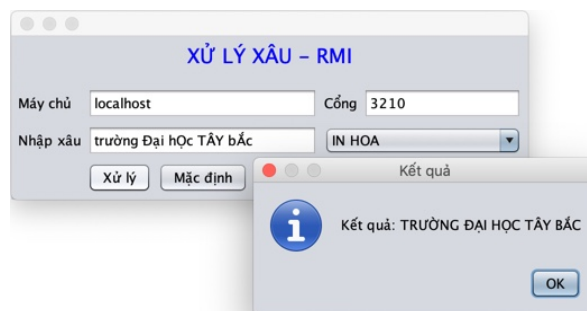 XỬ LÝ XÂU – RMI
Máy chủ localhost Cổng 3210
Nhập xâu trường Đại hỌc TÂY bẮc IN HOA
Xử lý Mặc định
Kết quả
Kết quả: TRƯỜNG ĐẠI HỌC TÂY BẮC
OK